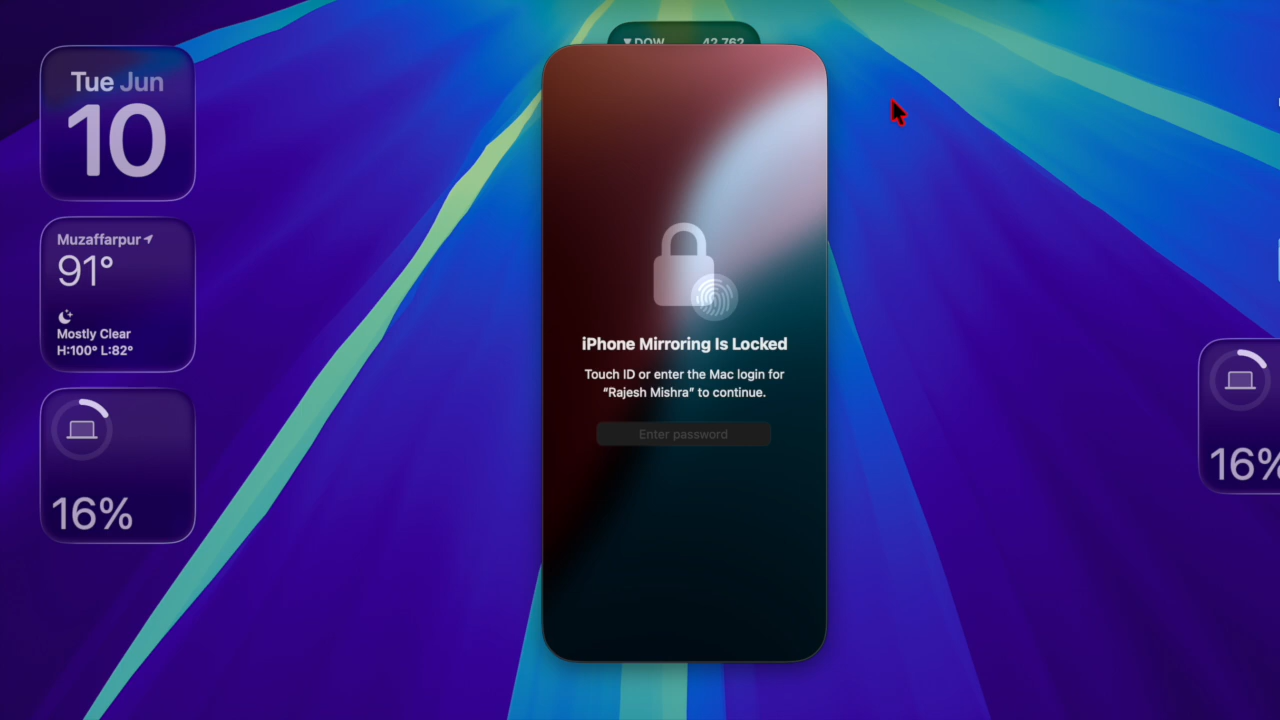 Tue Jun
10
Muzaffarpur
91°
Mostly Clear
H:100° L:82°
16%
▼DOW 42,762
iPhone Mirroring Is Locked
Touch ID or enter the Mac login for
“Rajesh Mishra” to continue.
Enter password
16%